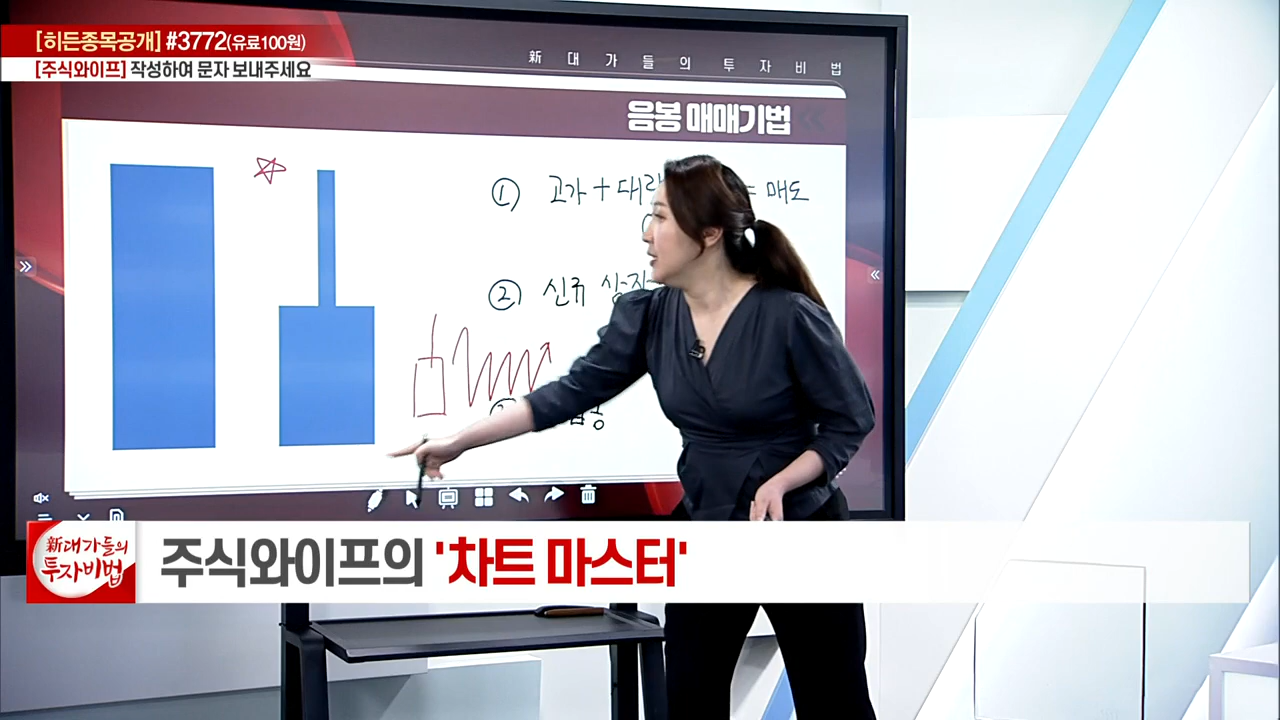 [히든종목공개] #3772(유료100원)
[주식와이프] 작성하여 문자 보내주세요
新 대가들의 투자비법
음봉 매매기법
① 고가 + 대량 = 매도
② 신규
新대가들의
투자비법
주식와이프의 '차트 마스터'